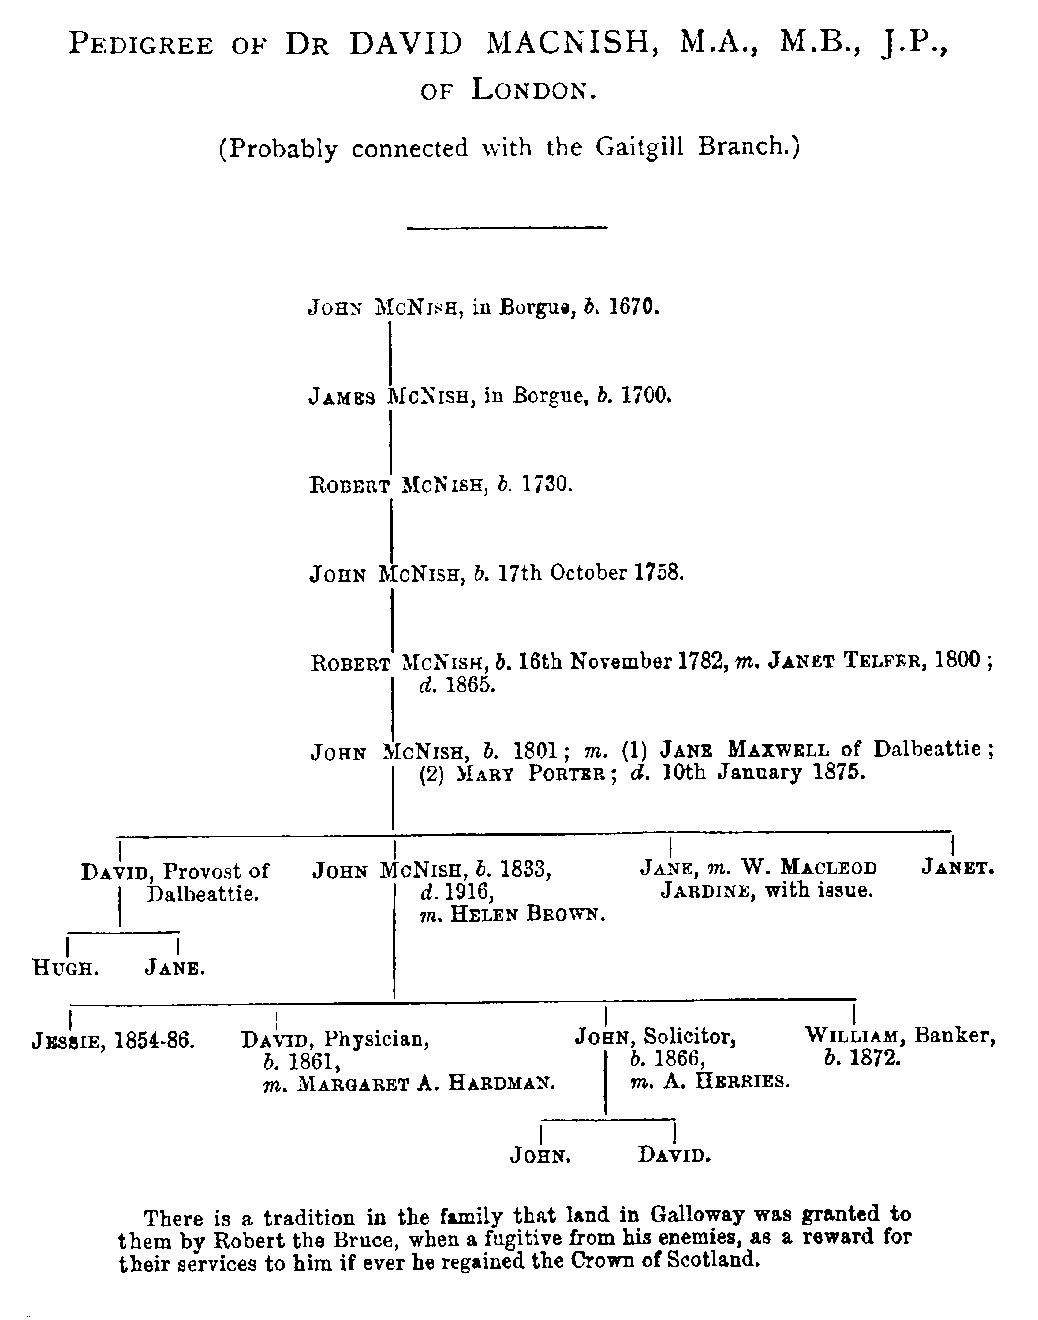 PEDIGREE OF DR DAVID MACNISH, M.A., M.B., J.P.,
OF LONDON.
(Probably connected with the Gaitgill Branch.)
JOHN MCNISH, in Borgue, b. 1670.
JAMES MCNISH, in Borgue, b. 1700.
ROBERT MCNISH, b. 1730.
JOHN MCNISH, b. 17th October 1758.
ROBERT MCNISH, b. 16th November 1782, m. JANET TELFER, 1800;
d. 1865.
JOHN MCNISH, b. 1801; m. (1) JANE MAXWELL of Dalbeattie;
(2) MARY PORTER; d. 10th January 1875.
DAVID, Provost of
Dalbeattie.
JOHN MCNISH, b. 1833,
d. 1916,
m. HELEN BROWN.
JANE, m. W. MACLEOD
JARDINE, with issue.
JANET.
HUGH.
JANE.
JESSIE, 1854-86.
DAVID, Physician,
b. 1861,
m. MARGARET A. HARDMAN.
JOHN, Solicitor,
b. 1866,
m. A. HERRIES.
WILLIAM, Banker,
b. 1872.
JOHN.
DAVID.
There is a tradition in the family that land in Galloway was granted to
them by Robert the Bruce, when a fugitive from his enemies, as a reward for
their services to him if ever he regained the Crown of Scotland.